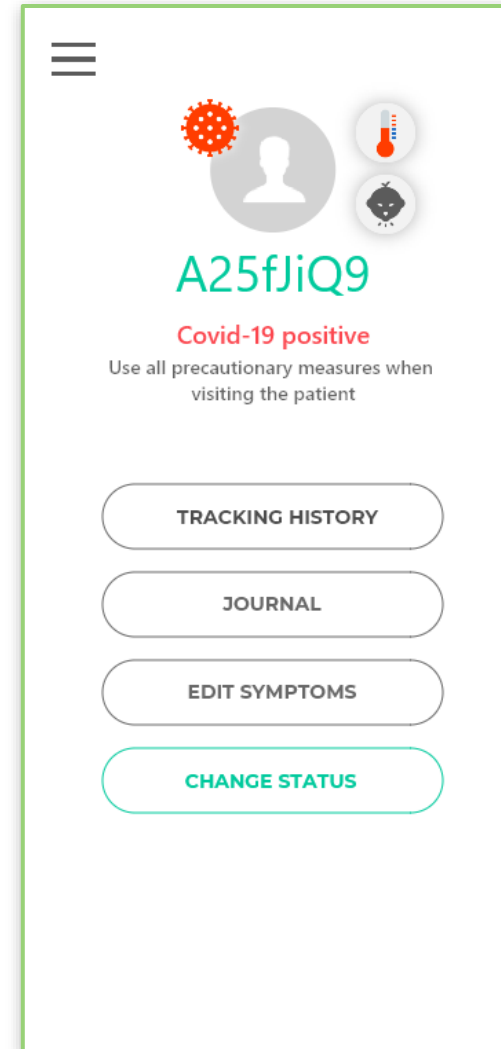 A25fJiQ9
Covid-19 positive
Use all precautionary measures when
visiting the patient
TRACKING HISTORY
JOURNAL
EDIT SYMPTOMS
CHANGE STATUS